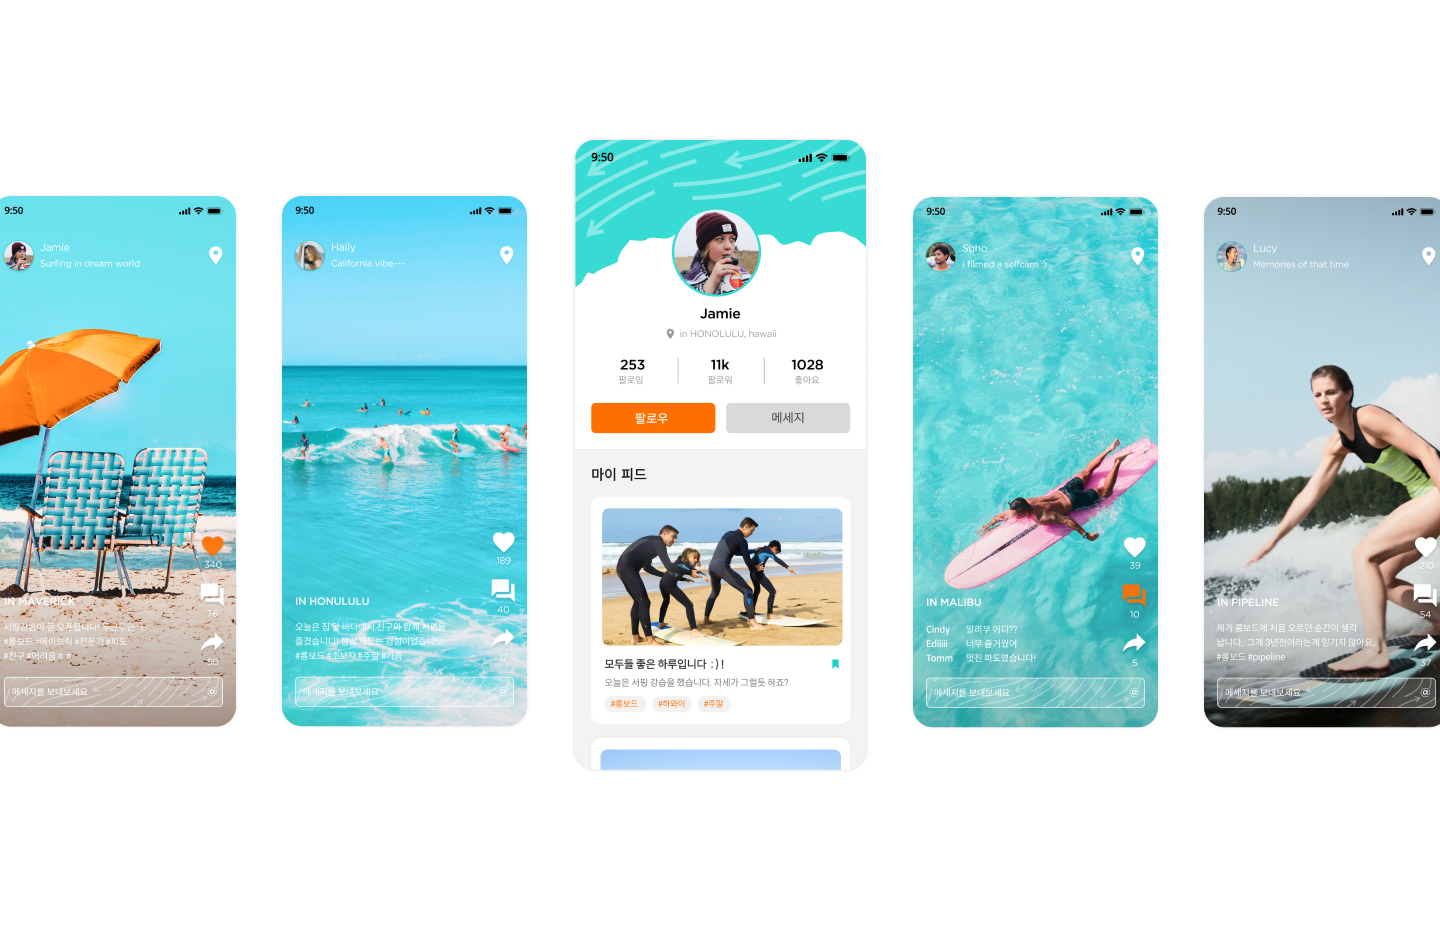 9:50
Jamie
Surfing in dream world
340
76
IN MAVERICK
서핑강습이 곧 오픈합니다! 두근두근
#롱보드 #메이브릭 #전문가 #파도
#친구 #어려움ㅎㅎ
50
메세지를 보내보세요
@
9:50
Haily
California vibe~~~
189
40
IN HONULULU
오늘은 집 앞 바다에서 친구와 함께 서핑을
즐겼습니다! 정말 재밌는 경험이었습니닷!
#롱보드 #초보자 #주말 #기쁨
17
메세지를 보내보세요
@
9:50
Jamie
in HONOLULU, hawaii
253
11k
1028
팔로잉
팔로워
좋아요
팔로우
메세지
마이 피드
모두들 좋은 하루입니다 : ) !
오늘은 서핑 강습을 했습니다. 자세가 그럴듯 하죠?
#롱보드
#하와이
#주말
9:50
Suho
I filmed a selfcam :)
39
10
IN MALIBU
Cindy 말리부 어디??
Ediiiii 너무 즐거웠어
Tomm 멋진 파도였습니다!
5
메세지를 보내보세요
@
9:50
Lucy
Memories of that time
210
54
IN PIPELINE
제가 롱보드에 처음 오르던 순간이 생각
납니다.. 그게 3년전이라는게 믿기지 않아요..
#롱보드 #pipeline
37
메세지를 보내보세요
@